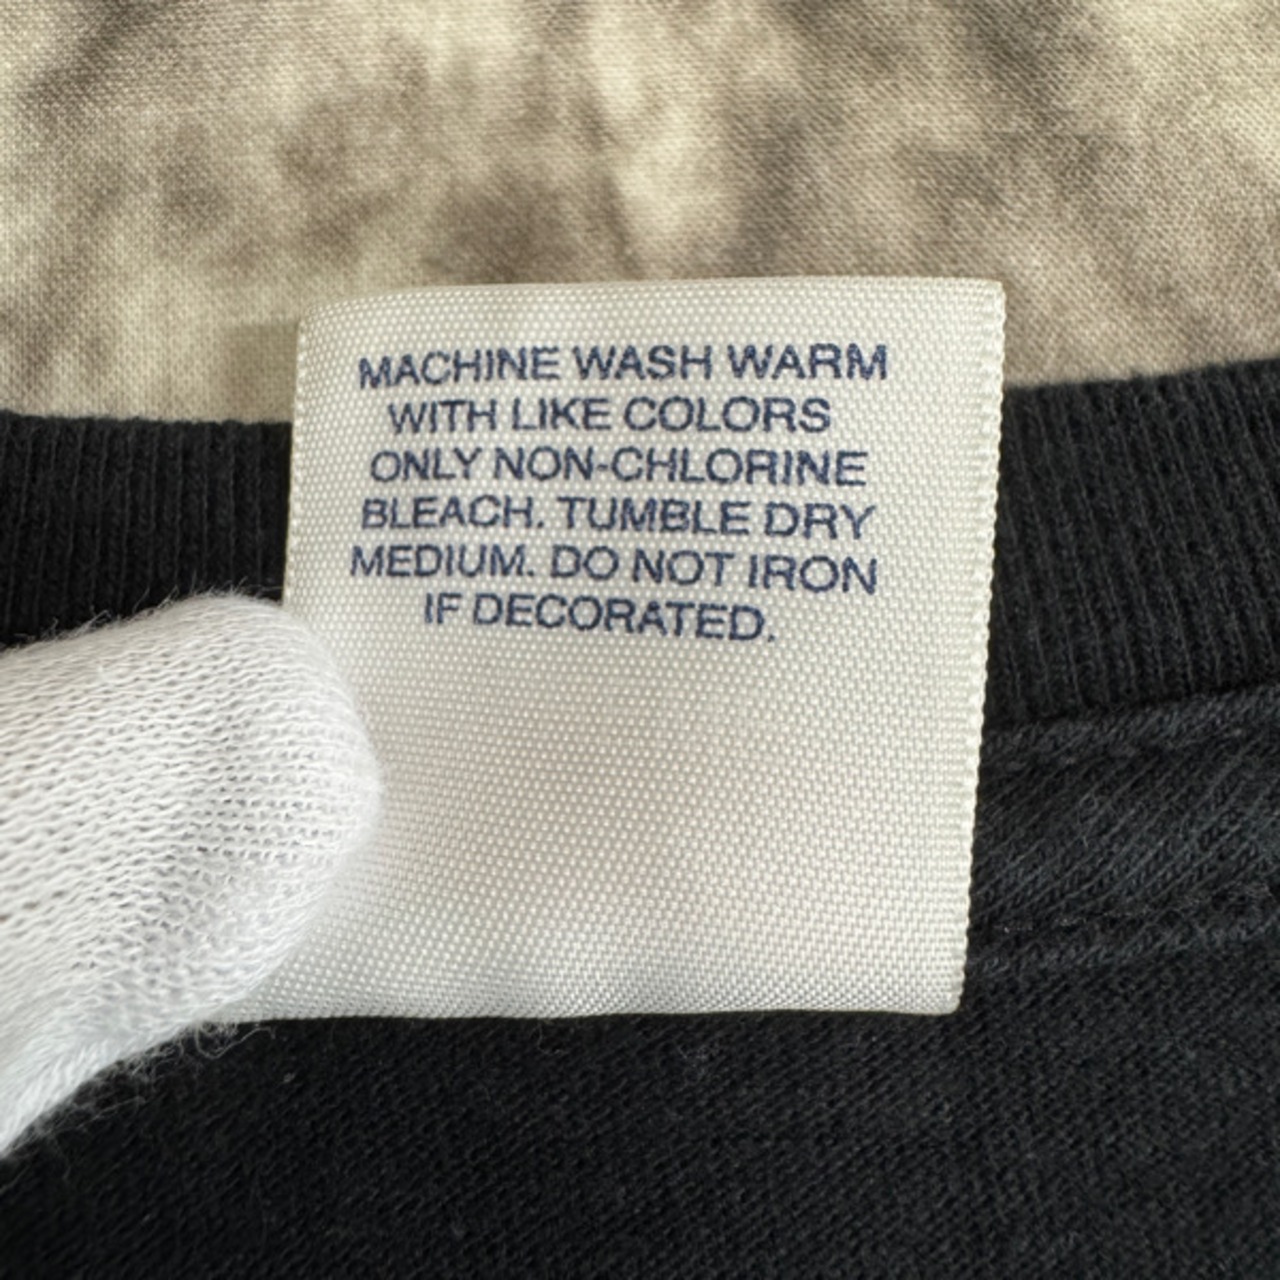 MACHINE WASH WARM
WITH LIKE COLORS
ONLY NON-CHLORINE
BLEACH. TUMBLE DRY
MEDIUM. DO NOT IRON
IF DECORATED.